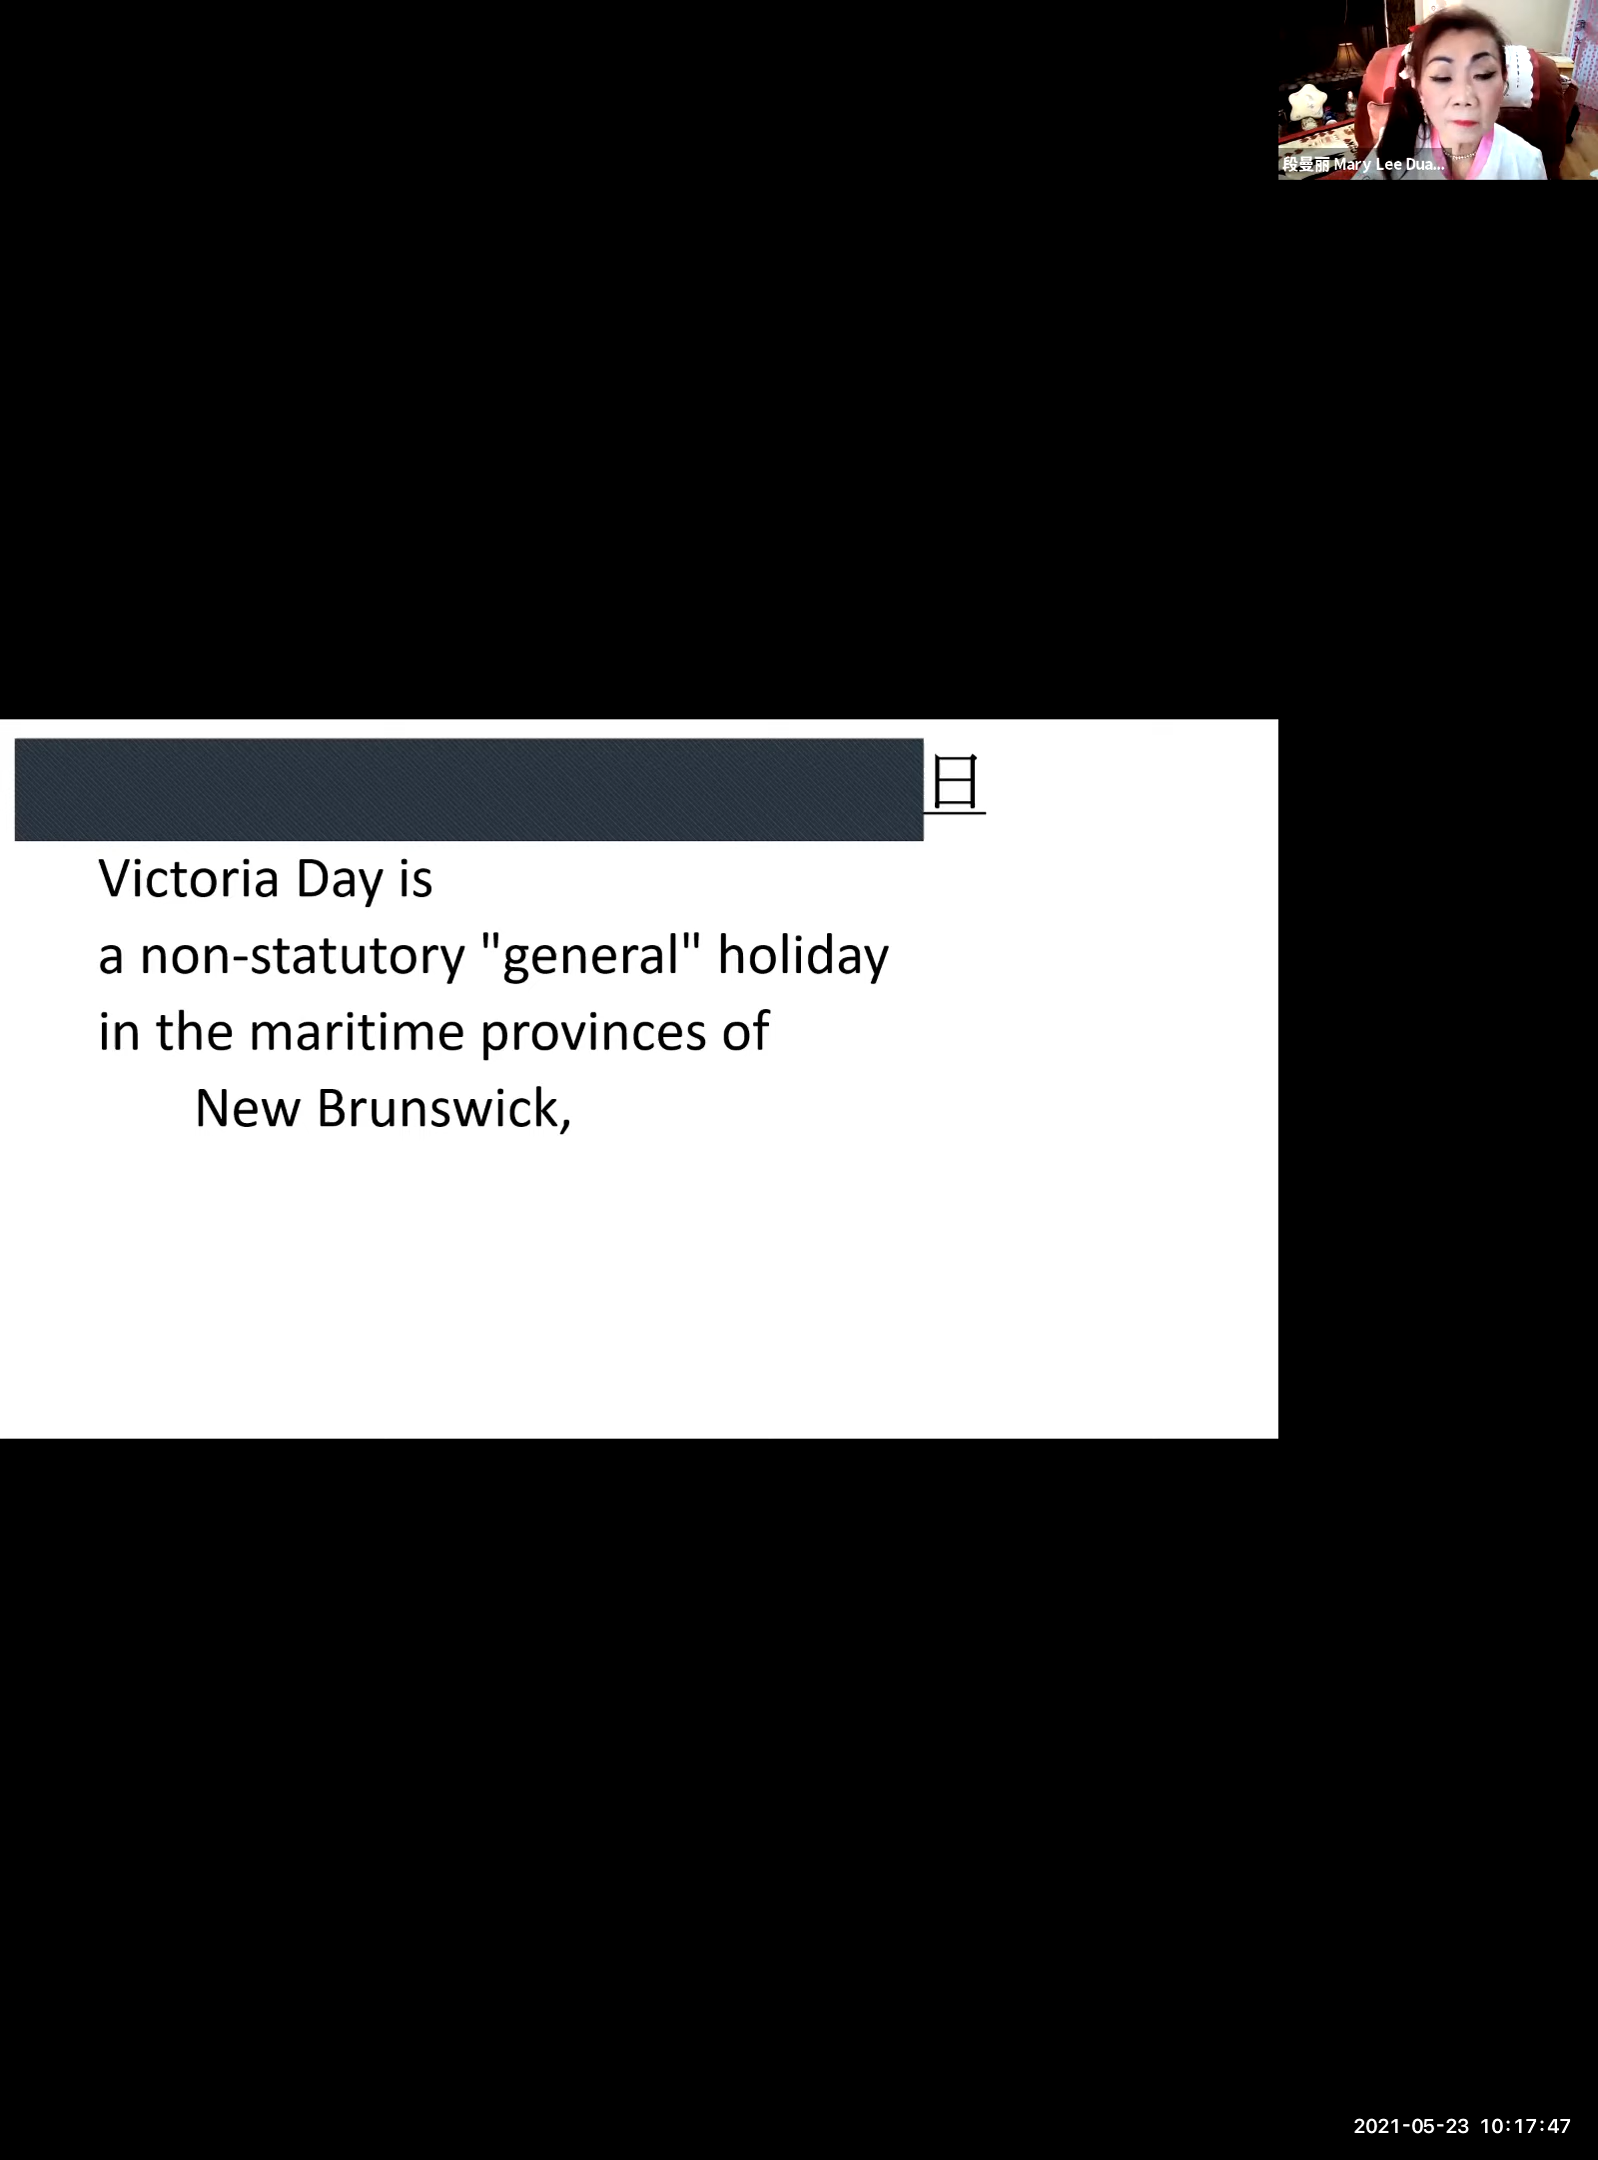 段曼丽 Mary Lee Dua...
日
Victoria Day is
a non-statutory "general" holiday
in the maritime provinces of
New Brunswick,
2021-05-23 10:17:47